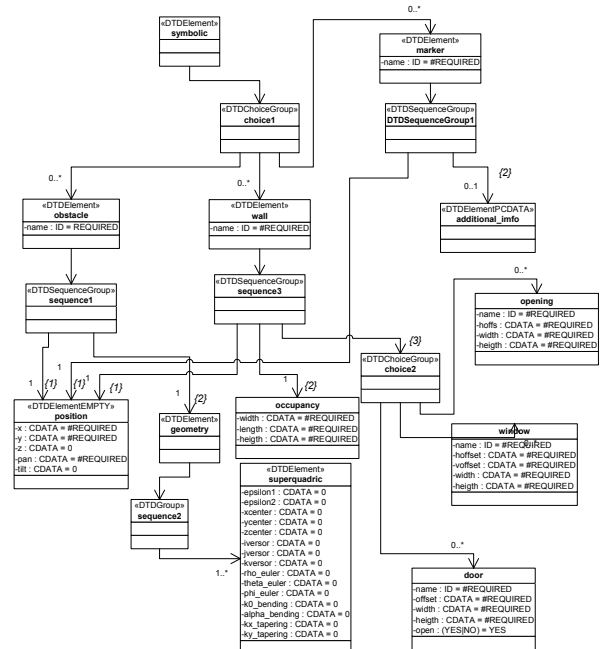 0..*
«DTDElement»
symbolic
«DTDElement»
marker
-name : ID = #REQUIRED
«DTDChoiceGroup»
choice1
«DTDSequenceGroup»
DTDSequenceGroup1
0..*
0..*
{2}
0..1
«DTDElement»
obstacle
-name : ID = REQUIRED
«DTDElement»
wall
-name : ID = #REQUIRED
«DTDElementPCDATA»
additional_imfo
«DTDSequenceGroup»
sequence1
«DTDSequenceGroup»
sequence3
0..*
opening
-name : ID = #REQUIRED
-hoffs : CDATA = #REQUIRED
-width : CDATA = #REQUIRED
-heigth : CDATA = #REQUIRED
{3}
«DTDChoiceGroup»
choice2
1
{1}
1
{1}
1
{1}
1
{2}
1
{2}
«DTDElementEMPTY»
position
-x : CDATA = #REQUIRED
-y : CDATA = #REQUIRED
-z : CDATA = 0
-pan : CDATA = #REQUIRED
-tilt : CDATA = 0
«DTDElement»
geometry
occupancy
-width : CDATA = #REQUIRED
-length : CDATA = #REQUIRED
-heigth : CDATA = #REQUIRED
window
-name : ID = #REQUIRED
-hoffset : CDATA = #REQUIRED
-voffset : CDATA = #REQUIRED
-width : CDATA = #REQUIRED
-heigth : CDATA = #REQUIRED
«DTDGroup»
sequence2
1..*
«DTDElement»
superquadric
-epsilon1 : CDATA = 0
-epsilon2 : CDATA = 0
-xcenter : CDATA = 0
-ycenter : CDATA = 0
-zcenter : CDATA = 0
-iversor : CDATA = 0
-jversor : CDATA = 0
-kversor : CDATA = 0
-rho_euler : CDATA = 0
-theta_euler : CDATA = 0
-phi_euler : CDATA = 0
-k0_bending : CDATA = 0
-alpha_bending : CDATA = 0
-kx_tapering : CDATA = 0
-ky_tapering : CDATA = 0
0..*
door
-name : ID = #REQUIRED
-offset : CDATA = #REQUIRED
-width : CDATA = #REQUIRED
-heigth : CDATA = #REQUIRED
-open : (YES|NO) = YES